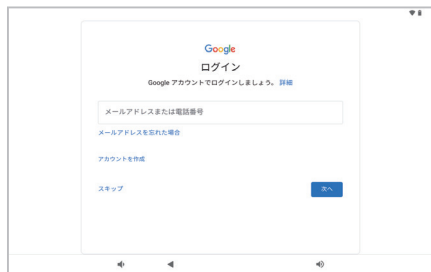 Google
ログイン
Google アカウントでログインしましょう。 詳細
メールアドレスまたは電話番号
メールアドレスを忘れた場合
アカウントを作成
スキップ
次へ